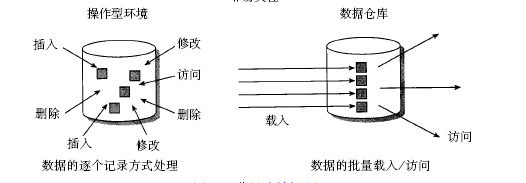 操作型环境
数据仓库
插入
修改
访问
删除
删除
插入
修改
载入
访问
数据的逐个记录方式处理
数据的批量载入/访问